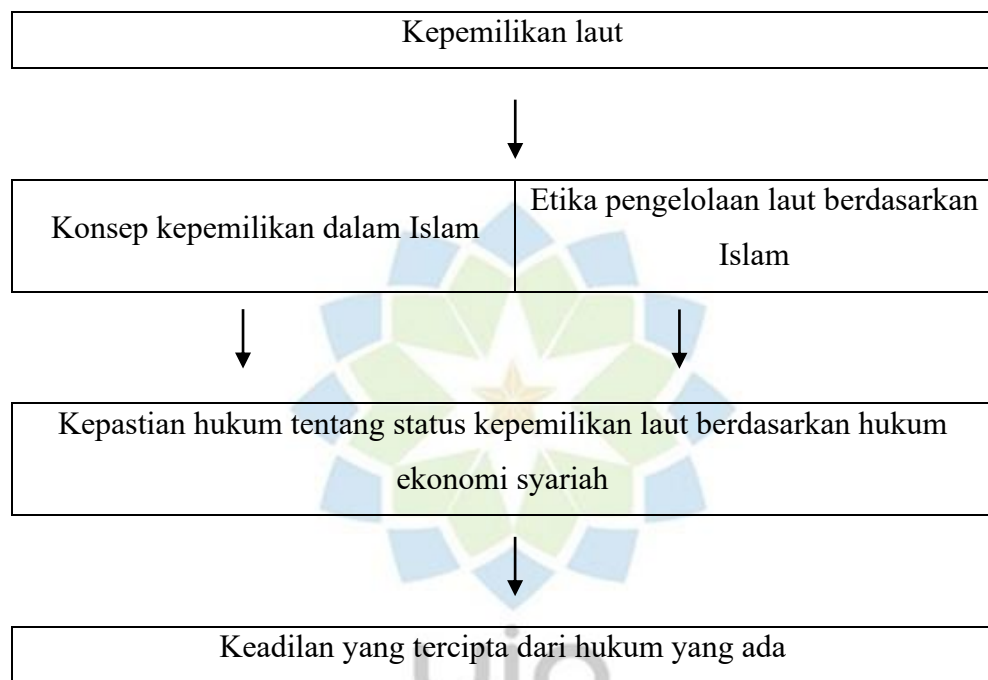 Kepemilikan laut
Konsep kepemilikan dalam Islam
Etika pengelolaan laut berdasarkan
Islam
Kepastian hukum tentang status kepemilikan laut berdasarkan hukum
ekonomi syariah
Keadilan yang tercipta dari hukum yang ada